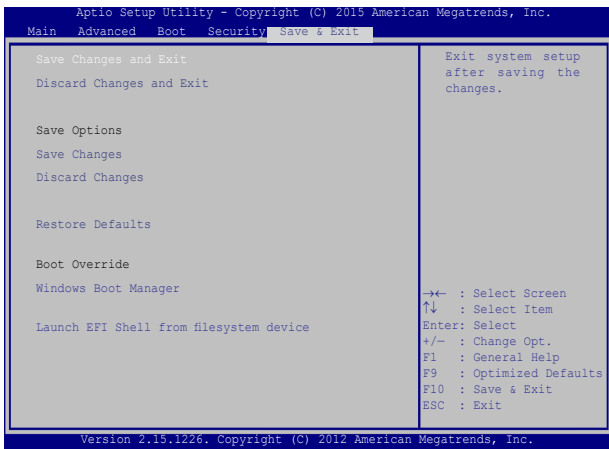 Aptio Setup Utility - Copyright (C) 2015 American Megatrends, Inc.
Main Advanced Boot Security Save & Exit
Save Changes and Exit
Discard Changes and Exit
Save Options
Save Changes
Discard Changes
Restore Defaults
Boot Override
Windows Boot Manager
Launch EFI Shell from filesystem device
Exit system setup
after saving the
changes.
→← : Select Screen
↑↓ : Select Item
Enter: Select
+/— : Change Opt.
F1 : General Help
F9 : Optimized Defaults
F10 : Save & Exit
ESC : Exit
Version 2.15.1226. Copyright (C) 2012 American Megatrends, Inc.